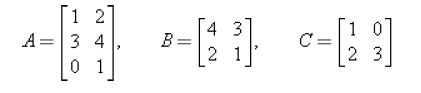 A = [1 2; 3 4; 0 1], B = [4 3; 2 1], C = [1 0; 2 3]